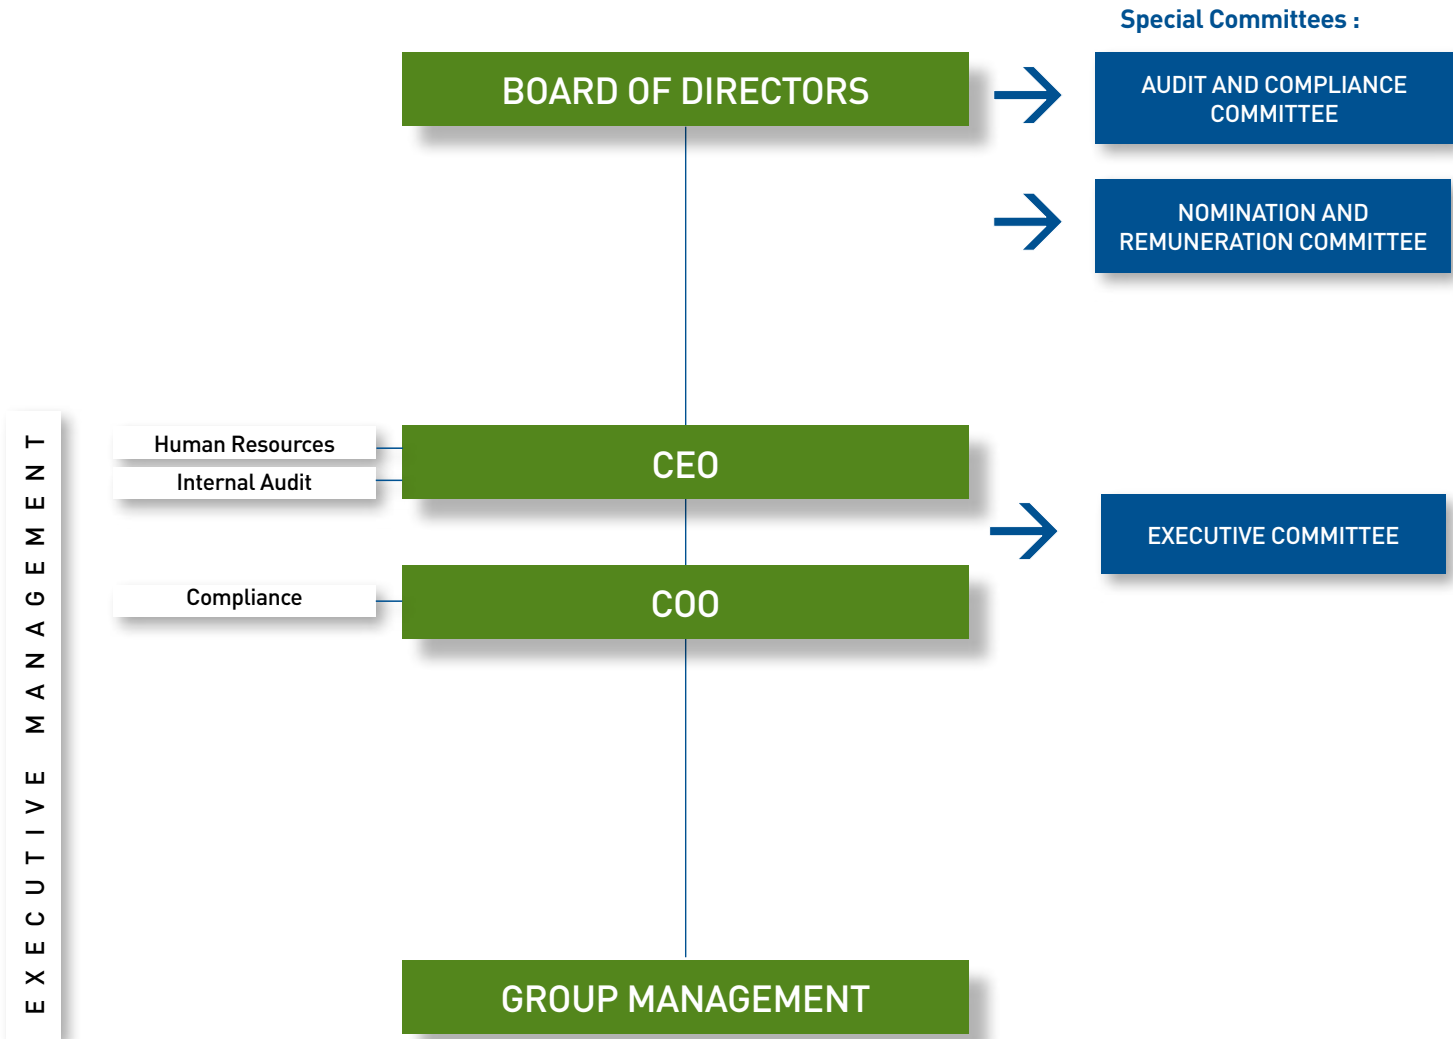 Special Committees :
BOARD OF DIRECTORS
AUDIT AND COMPLIANCE
COMMITTEE
NOMINATION AND
REMUNERATION COMMITTEE
EXECUTIVE MANAGEMENT
Human Resources
Internal Audit
CEO
EXECUTIVE COMMITTEE
Compliance
COO
GROUP MANAGEMENT